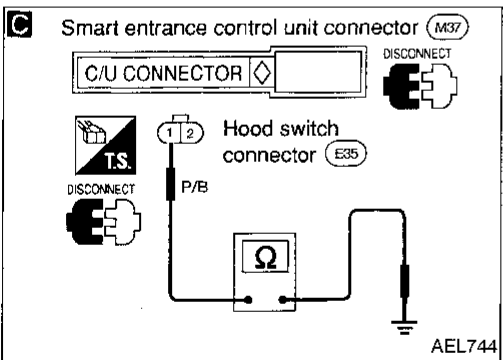 C Smart entrance control unit connector M37
DISCONNECT
C/U CONNECTOR
T.S.
1 2
Hood switch
connector E35
DISCONNECT
P/B
Ω
AEL744